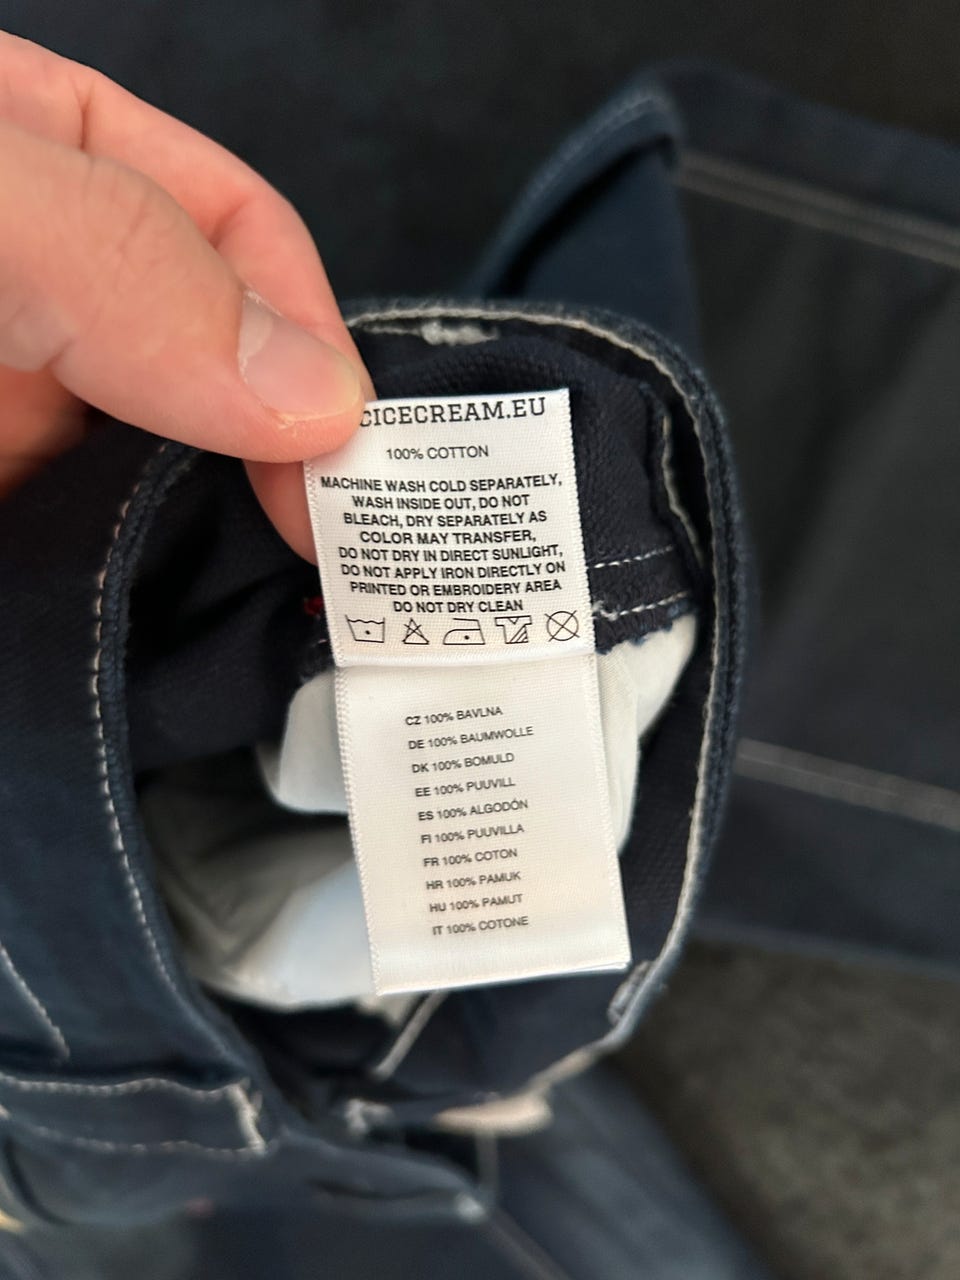 CICECREAM.EU
100% COTTON
MACHINE WASH COLD SEPARATELY,
WASH INSIDE OUT, DO NOT
BLEACH, DRY SEPARATELY AS
COLOR MAY TRANSFER,
DO NOT DRY IN DIRECT SUNLIGHT,
DO NOT APPLY IRON DIRECTLY ON
PRINTED OR EMBROIDERY AREA
DO NOT DRY CLEAN
CZ 100% BAVLNA
DE 100% BAUMWOLLE
DK 100% BOMULD
EE 100% PUUVILL
ES 100% ALGODÓN
FI 100% PUUVILLA
FR 100% COTON
HR 100% PAMUK
HU 100% PAMUT
IT 100% COTONE